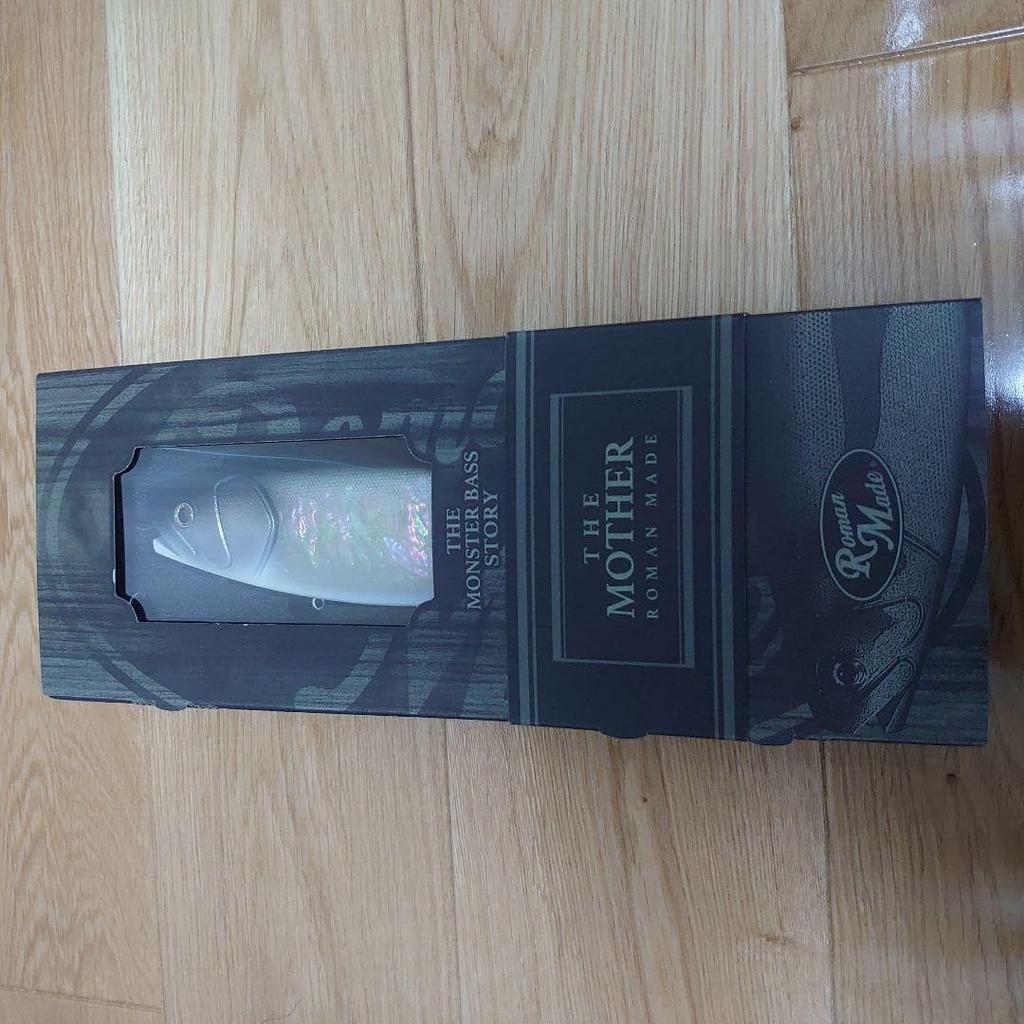 THE
MONSTER BASS
STORY
THE
MOTHER
ROMAN MADE
Roman
Made